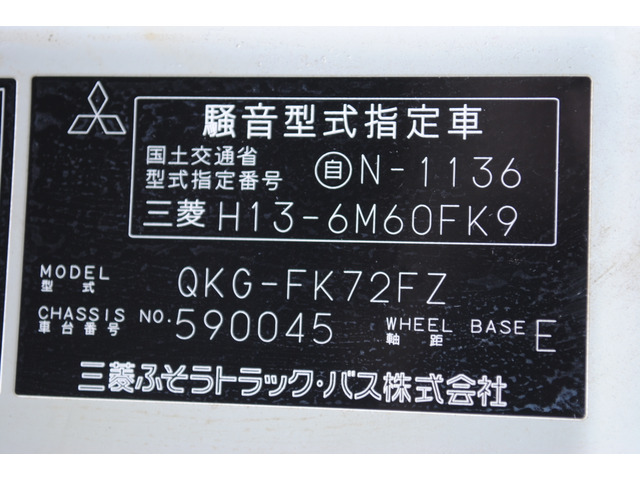 騒音型式指定車
国土交通省
型式指定番号 自N-1136
三菱 H13-6M60FK9
MODEL
型式 QKG-FK72FZ
CHASSIS NO.
車台番号 590045 WHEEL BASE
軸距 E
三菱ふそうトラック・バス株式会社